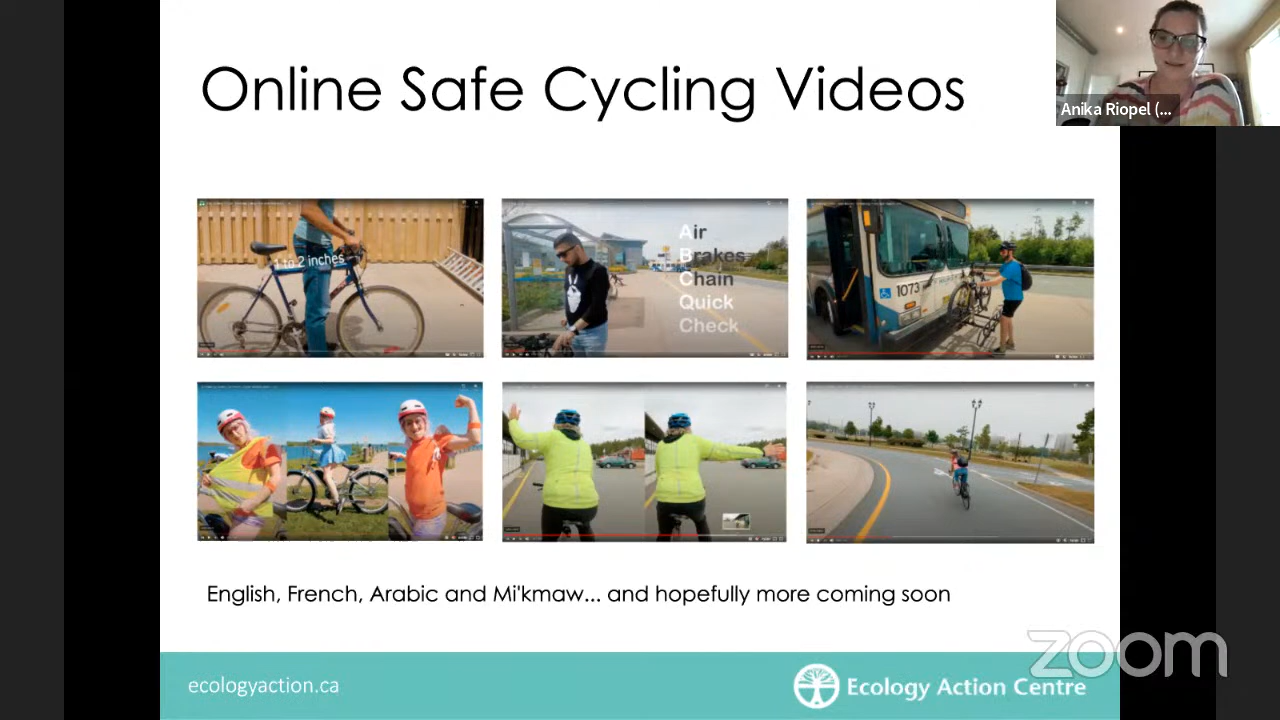 Online Safe Cycling Videos
Anika Riopel (...
1 to 2 inches
Air
Brakes
Chain
Quick
Check
1073
English, French, Arabic and Mi'kmaw... and hopefully more coming soon
ecologyaction.ca
Ecology Action Centre
zoom